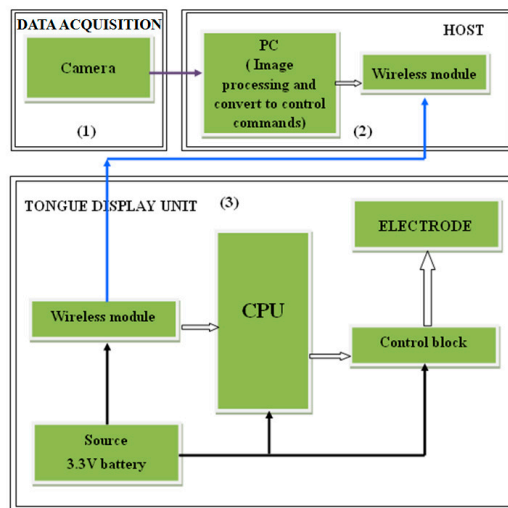 DATA ACQUISITION
Camera
(1)
HOST
PC
( Image
processing and
convert to control
commands)
Wireless module
(2)
TONGUE DISPLAY UNIT (3)
ELECTRODE
Wireless module
CPU
Control block
Source
3.3V battery